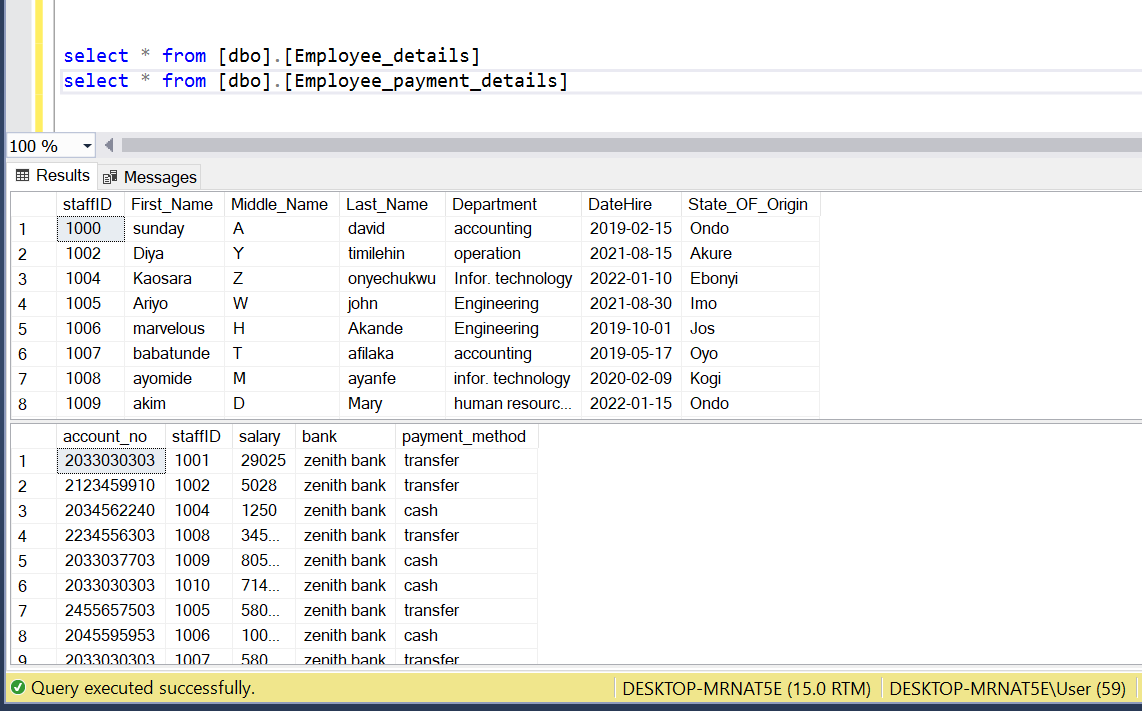 select * from [dbo].[Employee_details]
select * from [dbo].[Employee_payment_details]
100 %
Results Messages
staffID First_Name Middle_Name Last_Name Department DateHire State_OF_Origin
1 1000 sunday A david accounting 2019-02-15 Ondo
2 1002 Diya Y timilehin operation 2021-08-15 Akure
3 1004 Kaosara Z onyechukwu Infor. technology 2022-01-10 Ebonyi
4 1005 Ariyo W john Engineering 2021-08-30 Imo
5 1006 marvelous H Akande Engineering 2019-10-01 Jos
6 1007 babatunde T afilaka accounting 2019-05-17 Oyo
7 1008 ayomide M ayanfe infor. technology 2020-02-09 Kogi
8 1009 akim D Mary human resourc... 2022-01-15 Ondo
account_no staffID salary bank payment_method
1 2033030303 1001 29025 zenith bank transfer
2 2123459910 1002 5028 zenith bank transfer
3 2034562240 1004 1250 zenith bank cash
4 2234556303 1008 345... zenith bank transfer
5 2033037703 1009 805... zenith bank cash
6 2033030303 1010 714... zenith bank cash
7 2455657503 1005 580... zenith bank transfer
8 2045595953 1006 100... zenith bank cash
9 2033030303 1007 580 zenith bank transfer
Query executed successfully. DESKTOP-MRNAT5E (15.0 RTM) DESKTOP-MRNAT5E\User (59)